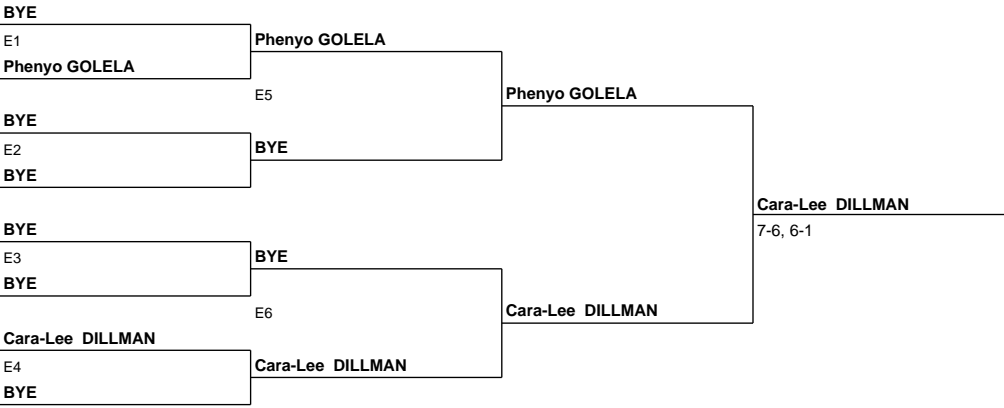 BYE
E1
Phenyo GOLELA
Phenyo GOLELA
E5
BYE
E2
BYE
BYE
Phenyo GOLELA
BYE
E3
BYE
BYE
E6
Cara-Lee DILLMAN
E4
BYE
Cara-Lee DILLMAN
Cara-Lee DILLMAN
Cara-Lee DILLMAN
7-6, 6-1